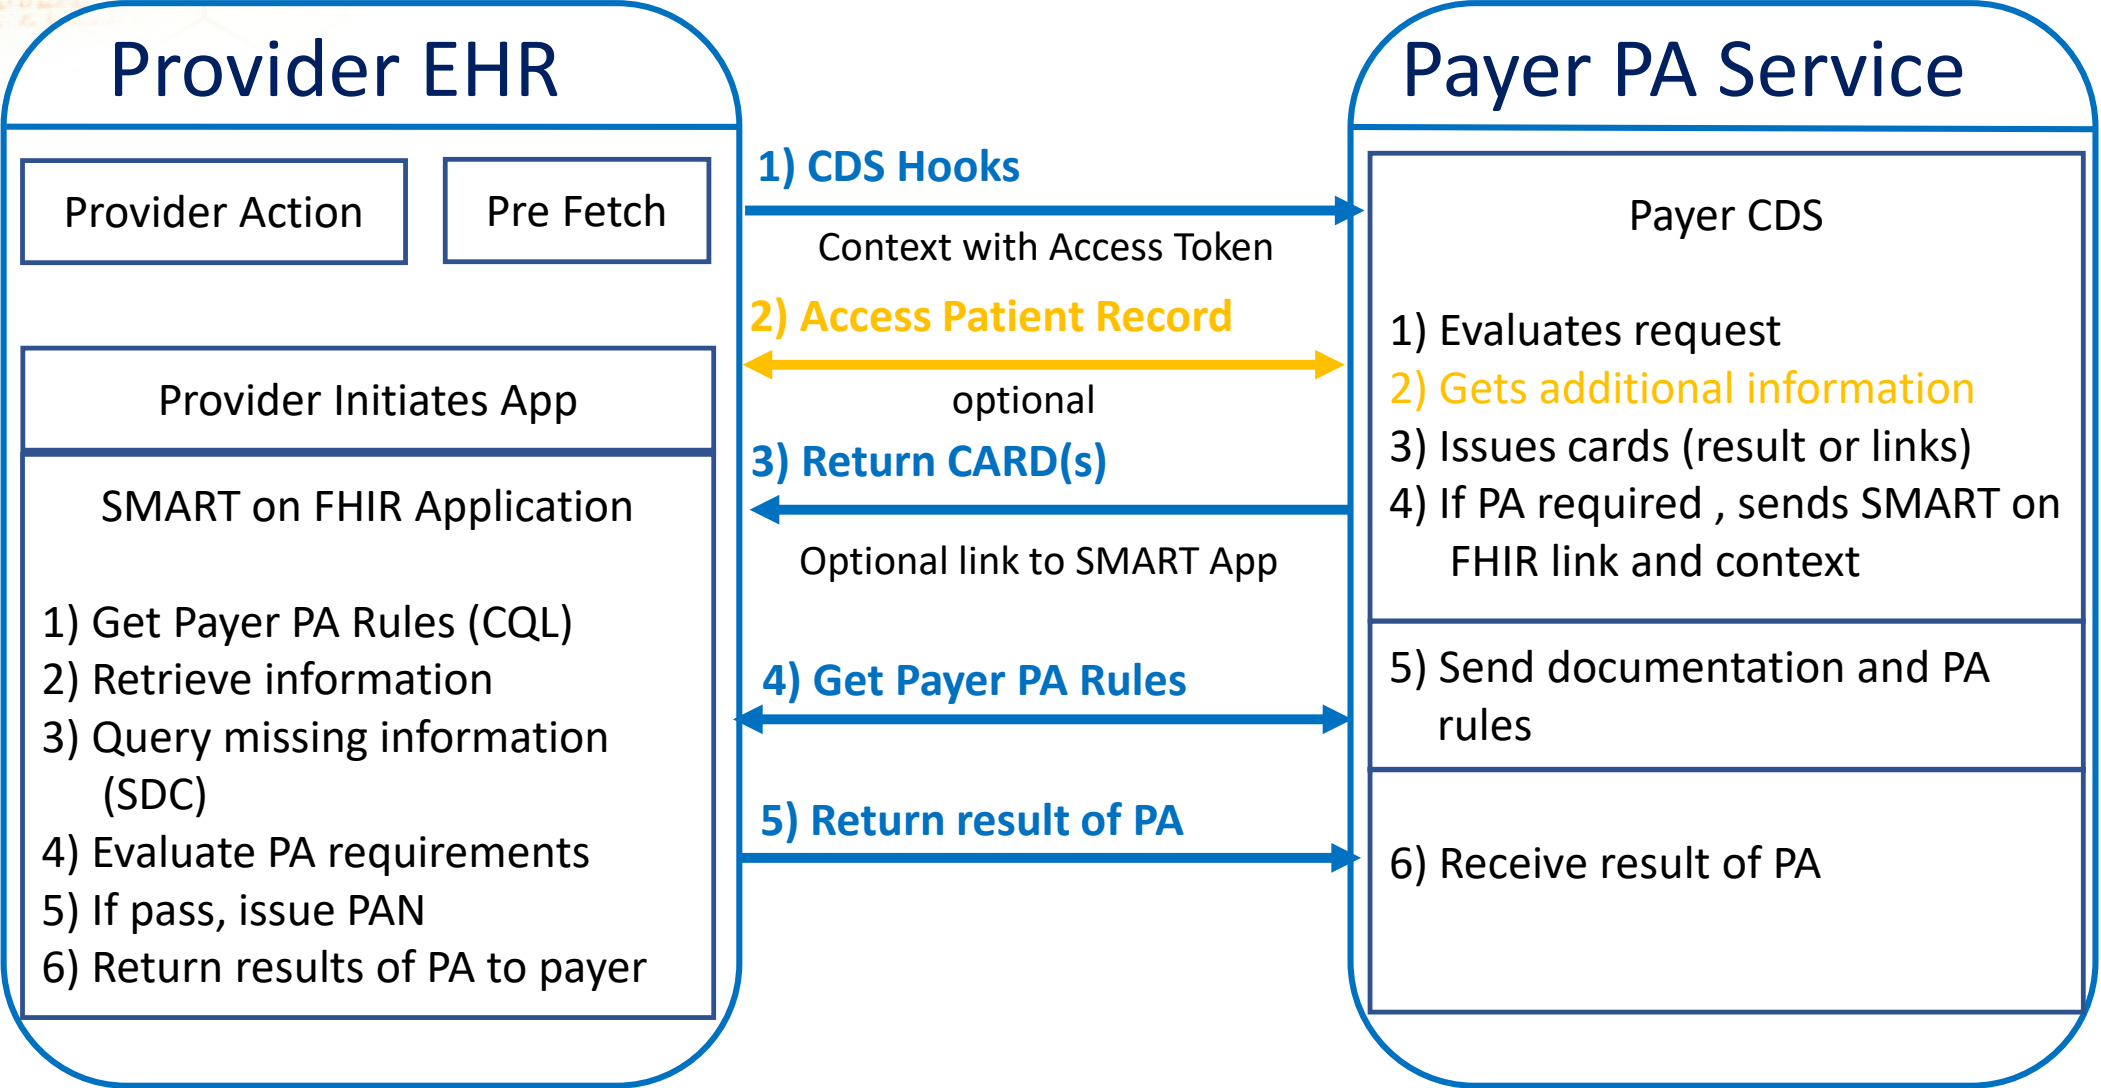 Provider EHR
Provider Action
Pre Fetch
Provider Initiates App
SMART on FHIR Application
1) Get Payer PA Rules (CQL)
2) Retrieve information
3) Query missing information
(SDC)
4) Evaluate PA requirements
5) If pass, issue PAN
6) Return results of PA to payer
1) CDS Hooks
Context with Access Token
2) Access Patient Record
optional
3) Return CARD(s)
Optional link to SMART App
4) Get Payer PA Rules
5) Return result of PA
Payer PA Service
Payer CDS
1) Evaluates request
2) Gets additional information
3) Issues cards (result or links)
4) If PA required , sends SMART on
FHIR link and context
5) Send documentation and PA
rules
6) Receive result of PA